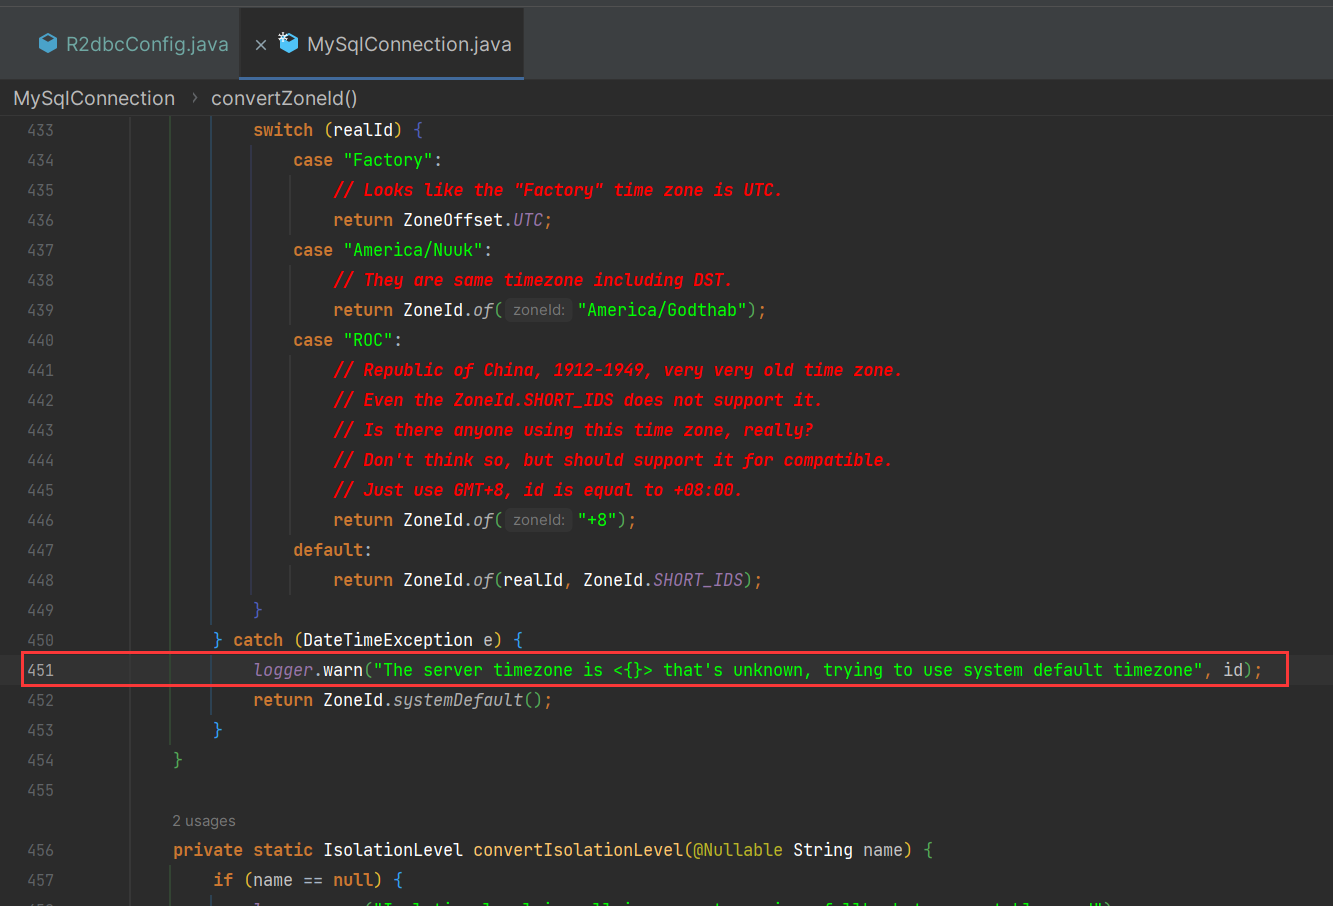 R2dbcConfig.java
MySqlConnection.java
MySqlConnection › convertZoneId()
433 switch (realId) {
434 case "Factory":
435 // Looks like the "Factory" time zone is UTC.
436 return ZoneOffset.UTC;
437 case "America/Nuuk":
438 // They are same timezone including DST.
439 return ZoneId.of( zoneId: "America/Godthab");
440 case "ROC":
441 // Republic of China, 1912-1949, very very old time zone.
442 // Even the ZoneId.SHORT_IDS does not support it.
443 // Is there anyone using this time zone, really?
444 // Don't think so, but should support it for compatible.
445 // Just use GMT+8, id is equal to +08:00.
446 return ZoneId.of( zoneId: "+8");
447 default:
448 return ZoneId.of(realId, ZoneId.SHORT_IDS);
449 }
450 } catch (DateTimeException e) {
451 logger.warn("The server timezone is <{}> that's unknown, trying to use system default timezone", id);
452 return ZoneId.systemDefault();
453 }
454 }
455
2 usages
456 private static IsolationLevel convertIsolationLevel(@Nullable String name) {
457 if (name == null) {